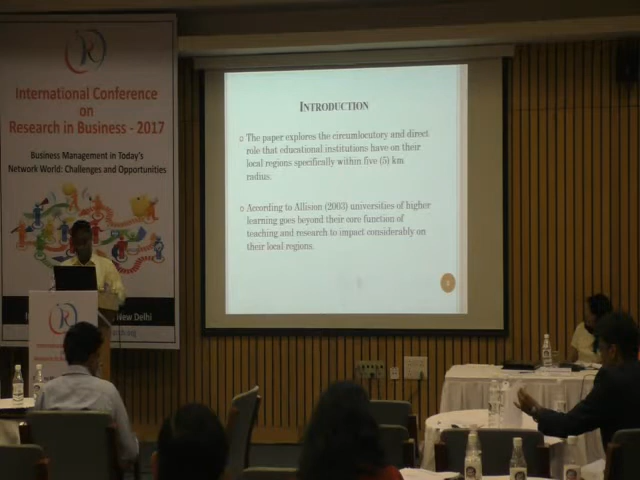 International Conference
on
Research in Business - 2017
Business Management in Today's
Network World: Challenges and Opportunities
New Delhi
INTRODUCTION
The paper explores the circumlocutory and direct
role that educational institutions have on their
local regions specifically within five (5) km
radius.
According to Allision (2003) universities of higher
learning goes beyond their core function of
teaching and research to impact considerably on
their local regions.